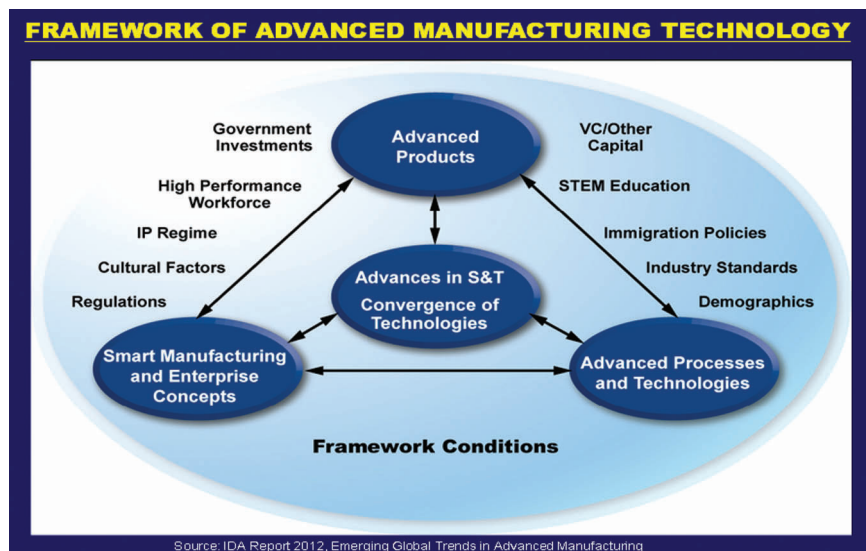 FRAMEWORK OF ADVANCED MANUFACTURING TECHNOLOGY
Government
Investments
Advanced
Products
VC/Other
Capital
High Performance
Workforce
STEM Education
IP Regime
Immigration Policies
Cultural Factors
Advances in S&T
Convergence of
Technologies
Industry Standards
Regulations
Demographics
Smart Manufacturing
and Enterprise
Concepts
Advanced Processes
and Technologies
Framework Conditions
Source: IDA Report 2012, Emerging Global Trends in Advanced Manufacturing